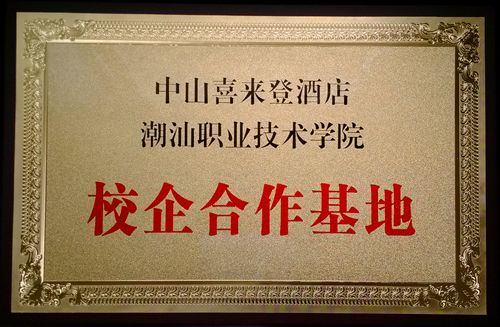 中山喜来登酒店
潮汕职业技术学院
校企合作基地